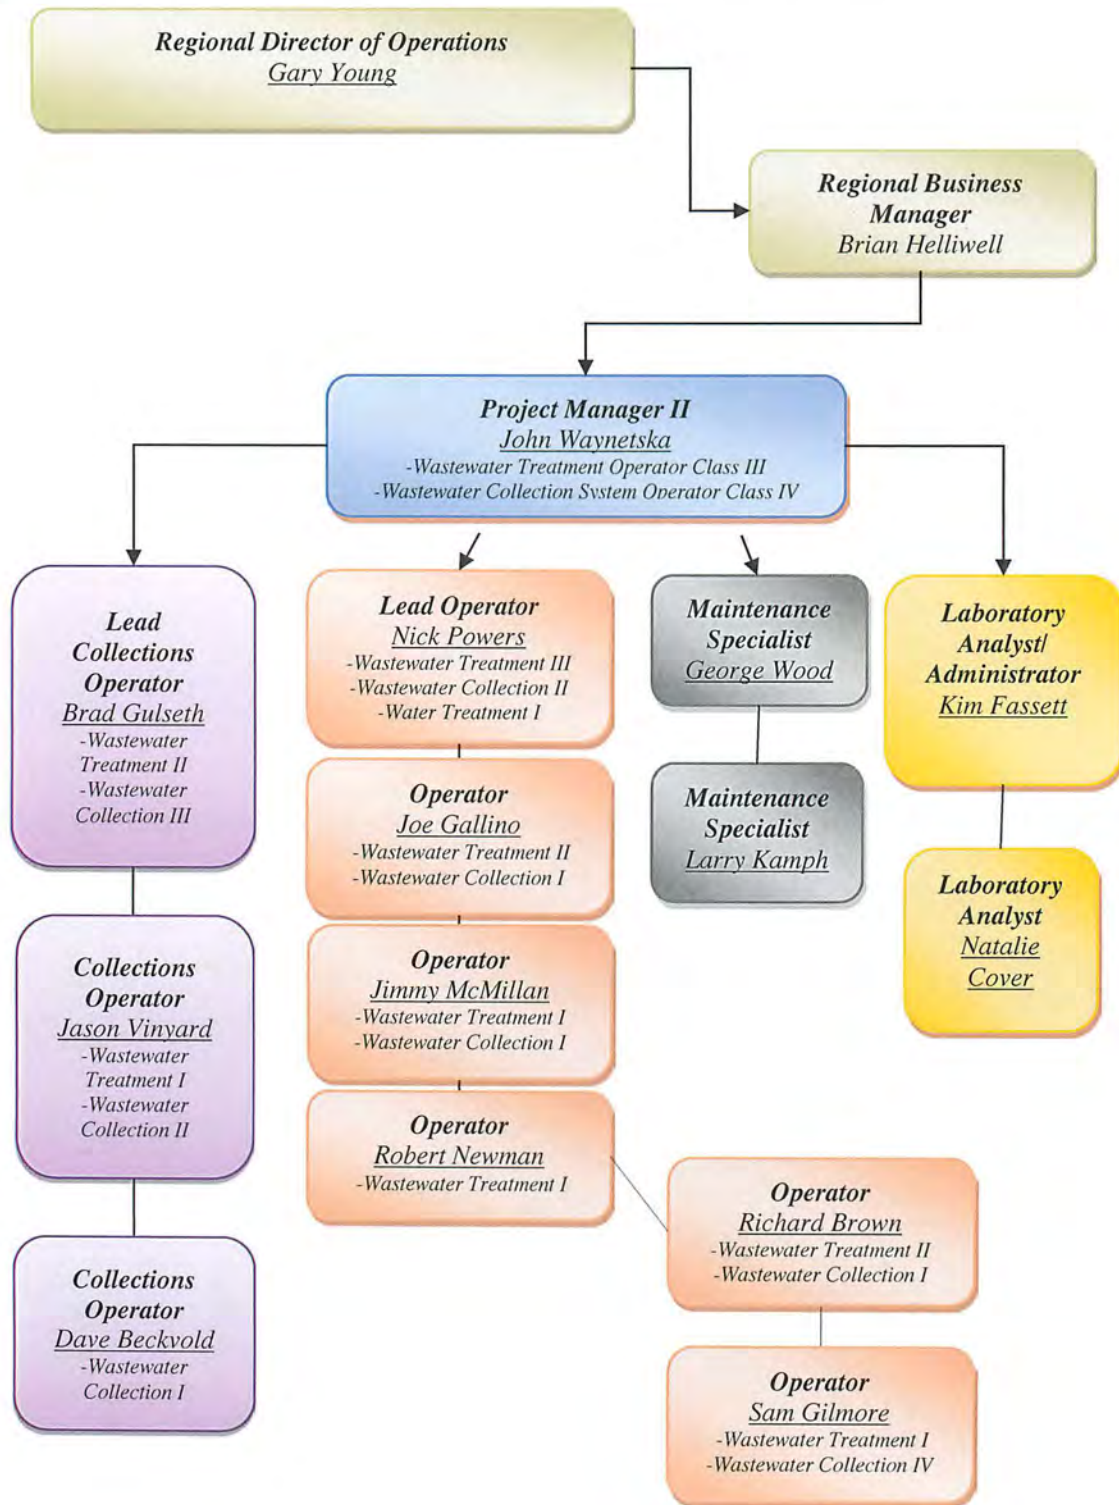 Regional Director of Operations
Gary Young
Regional Business
Manager
Brian Helliwell
Project Manager II
John Waynetska
-Wastewater Treatment Operator Class III
-Wastewater Collection System Operator Class IV
Lead
Collections
Operator
Brad Gulseth
-Wastewater
Treatment II
-Wastewater
Collection III
Collections
Operator
Jason Vinyard
-Wastewater
Treatment I
-Wastewater
Collection II
Collections
Operator
Dave Beckvold
-Wastewater
Collection I
Lead Operator
Nick Powers
-Wastewater Treatment III
-Wastewater Collection II
-Water Treatment I
Operator
Joe Gallino
-Wastewater Treatment II
-Wastewater Collection I
Operator
Jimmy McMillan
-Wastewater Treatment I
-Wastewater Collection I
Operator
Robert Newman
-Wastewater Treatment I
Operator
Richard Brown
-Wastewater Treatment II
-Wastewater Collection I
Operator
Sam Gilmore
-Wastewater Treatment I
-Wastewater Collection IV
Maintenance
Specialist
George Wood
Maintenance
Specialist
Larry Kamph
Laboratory
Analyst/
Administrator
Kim Fassett
Laboratory
Analyst
Natalie
Cover